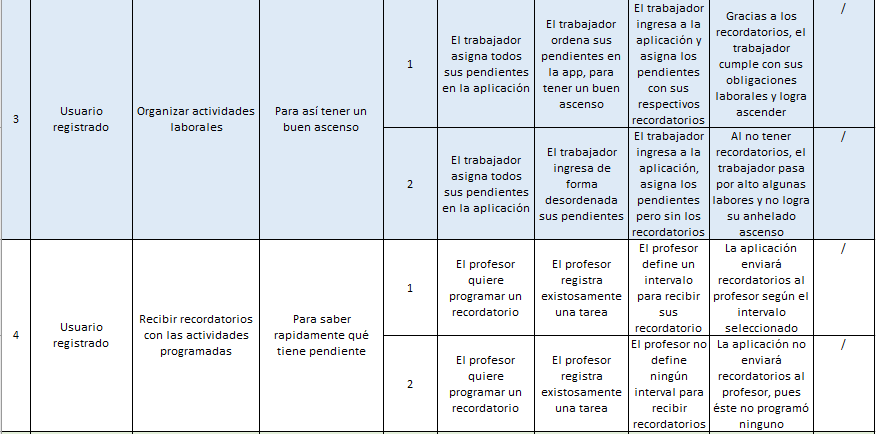 3
Usuario
registrado
Organizar actividades
laborales
Para así tener un
buen ascenso
1
El trabajador
asigna todos
sus pendientes
en la aplicación
El trabajador
ordena sus
pendientes en
la app, para
tener un buen
ascenso
El trabajador
ingresa a la
aplicación y
asigna los
pendientes
con sus
respectivos
recordatorios
Gracias a los
recordatorios, el
trabajador
cumple con sus
obligaciones
laborales y logra
ascender
/
2
El trabajador
asigna todos
sus pendientes
en la aplicación
El trabajador
ingresa de
forma
desordenada
sus pendientes
El trabajador
ingresa a la
aplicación,
asigna los
pendientes
pero sin los
recordatorios
Al no tener
recordatorios, el
trabajador pasa
por alto algunas
labores y no logra
su anhelado
ascenso
/
4
Usuario
registrado
Recibir recordatorios
con las actividades
programadas
Para saber
rapidamente qué
tiene pendiente
1
El profesor
quiere
programar un
recordatorio
El profesor
registra
existosamente
una tarea
El profesor
define un
intervalo
para recibir
sus
recordatorio
La aplicación
enviará
recordatorios al
profesor según el
intervalo
seleccionado
/
2
El profesor
quiere
programar un
recordatorio
El profesor
registra
existosamente
una tarea
El profesor no
define
ningún
interval para
recibir
recordatorios
La aplicación no
enviará
recordatorios al
profesor, pues
éste no programó
ninguno
/